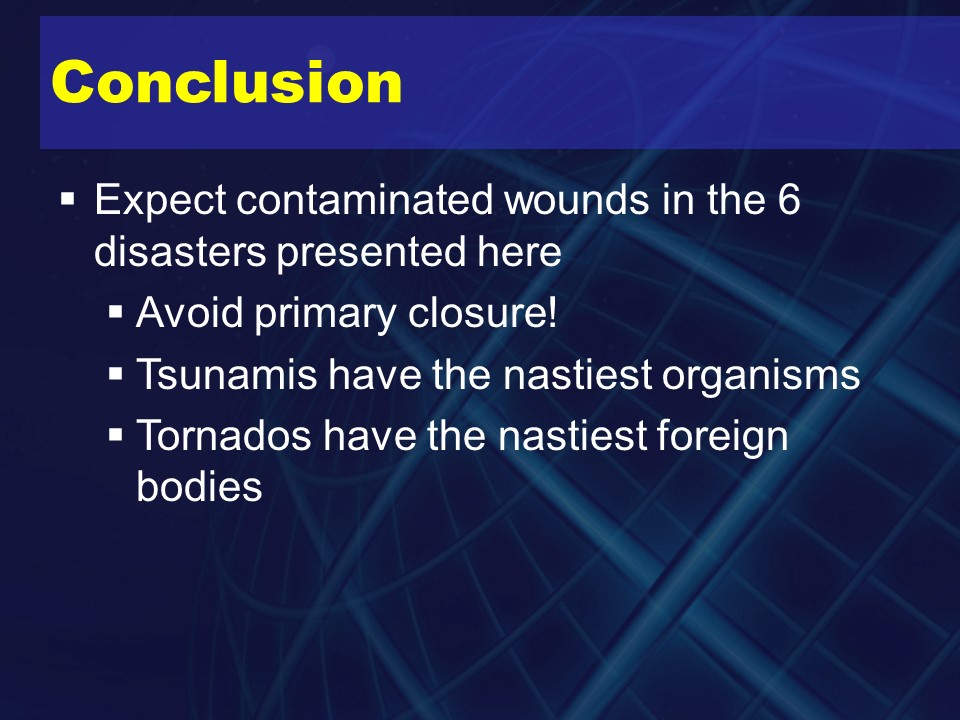 Conclusion
▪ Expect contaminated wounds in the 6
disasters presented here
▪ Avoid primary closure!
▪ Tsunamis have the nastiest organisms
▪ Tornados have the nastiest foreign
bodies